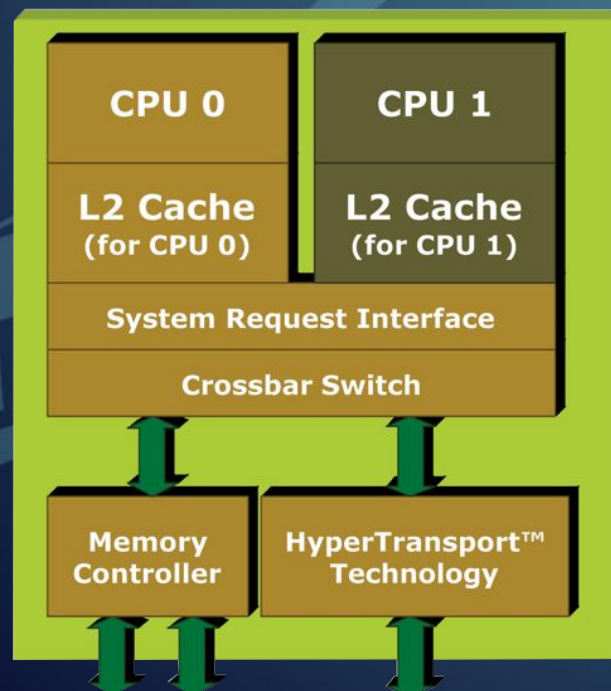 CPU 0
CPU 1
L2 Cache
(for CPU 0)
L2 Cache
(for CPU 1)
System Request Interface
Crossbar Switch
Memory
Controller
HyperTransport™
Technology